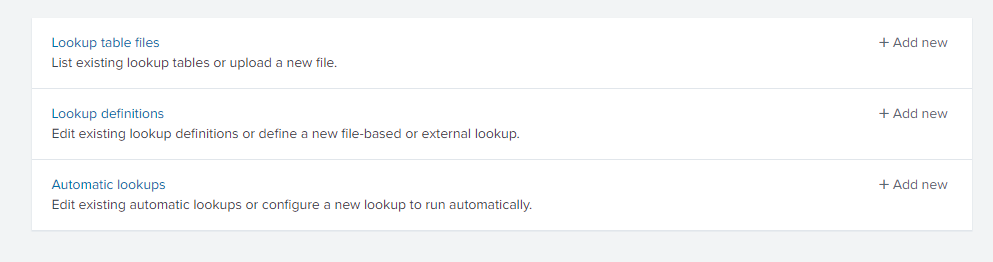 Lookup table files
+ Add new
List existing lookup tables or upload a new file.
Lookup definitions
+ Add new
Edit existing lookup definitions or define a new file-based or external lookup.
Automatic lookups
+ Add new
Edit existing automatic lookups or configure a new lookup to run automatically.